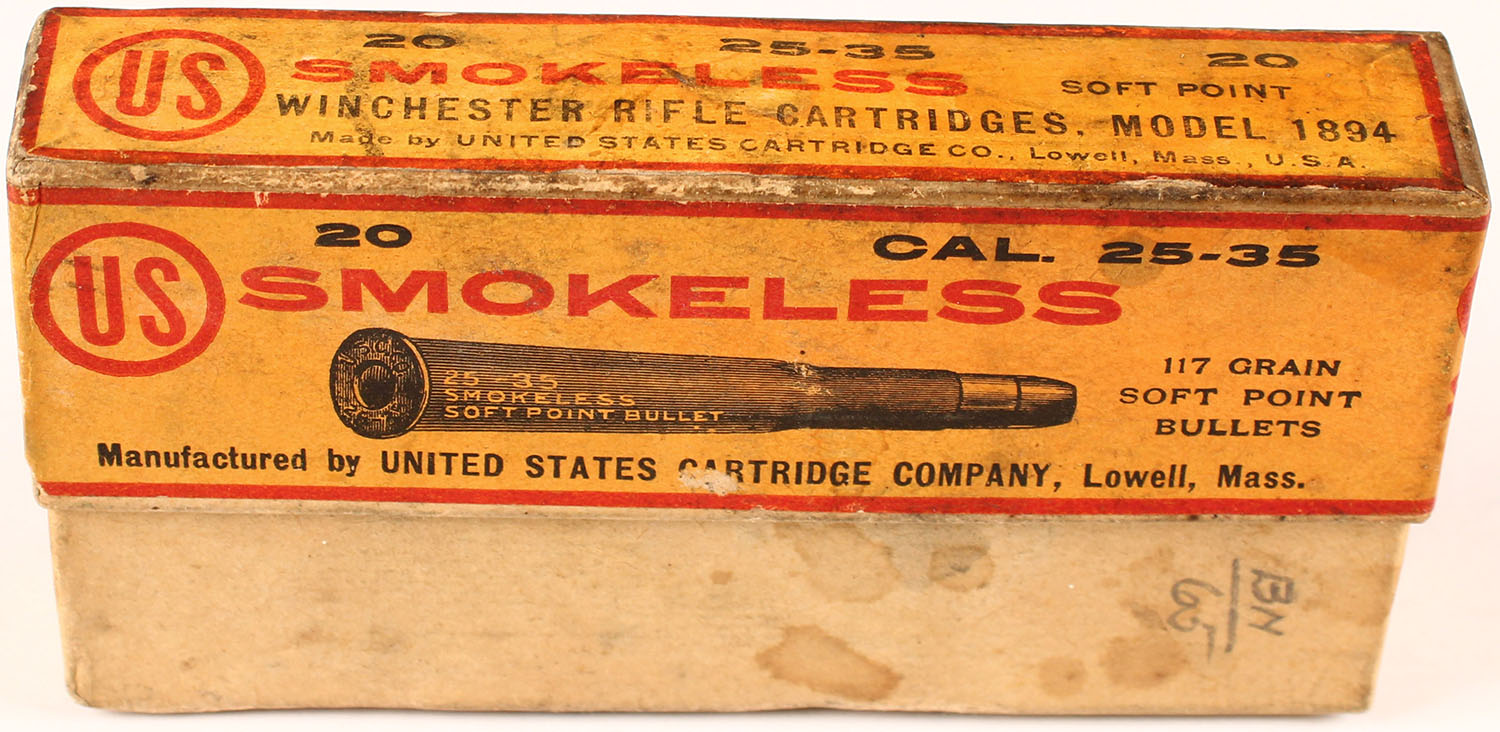 US
20 25-35 20
SMOKELESS SOFT POINT
WINCHESTER RIFLE CARTRIDGES, MODEL 1894
Made by UNITED STATES CARTRIDGE CO., Lowell, Mass., U.S.A.
US
20 CAL. 25-35
SMOKELESS
25-35
SMOKELESS
SOFT POINT BULLET
117 GRAIN
SOFT POINT
BULLETS
Manufactured by UNITED STATES CARTRIDGE COMPANY, Lowell, Mass.
BN
65